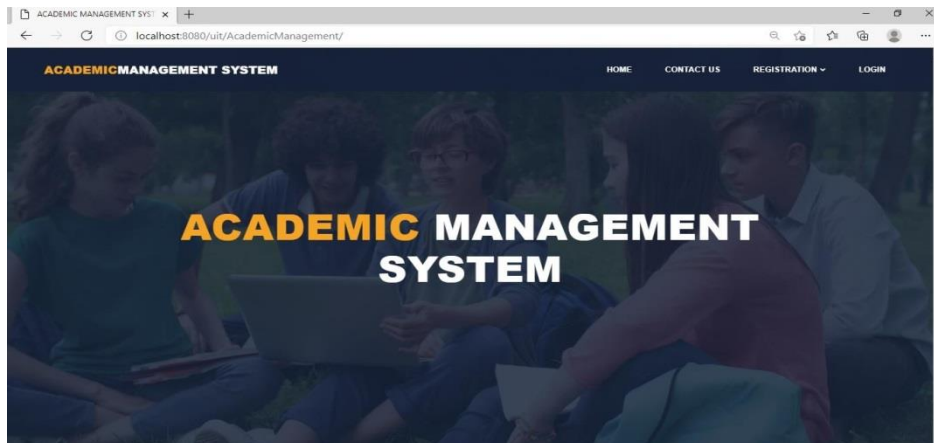 ACADEMIC MANAGEMENT SYST
localhost:8080/uit/AcademicManagement/
ACADEMICMANAGEMENT SYSTEM
HOME
CONTACT US
REGISTRATION
LOGIN
ACADEMIC MANAGEMENT
SYSTEM